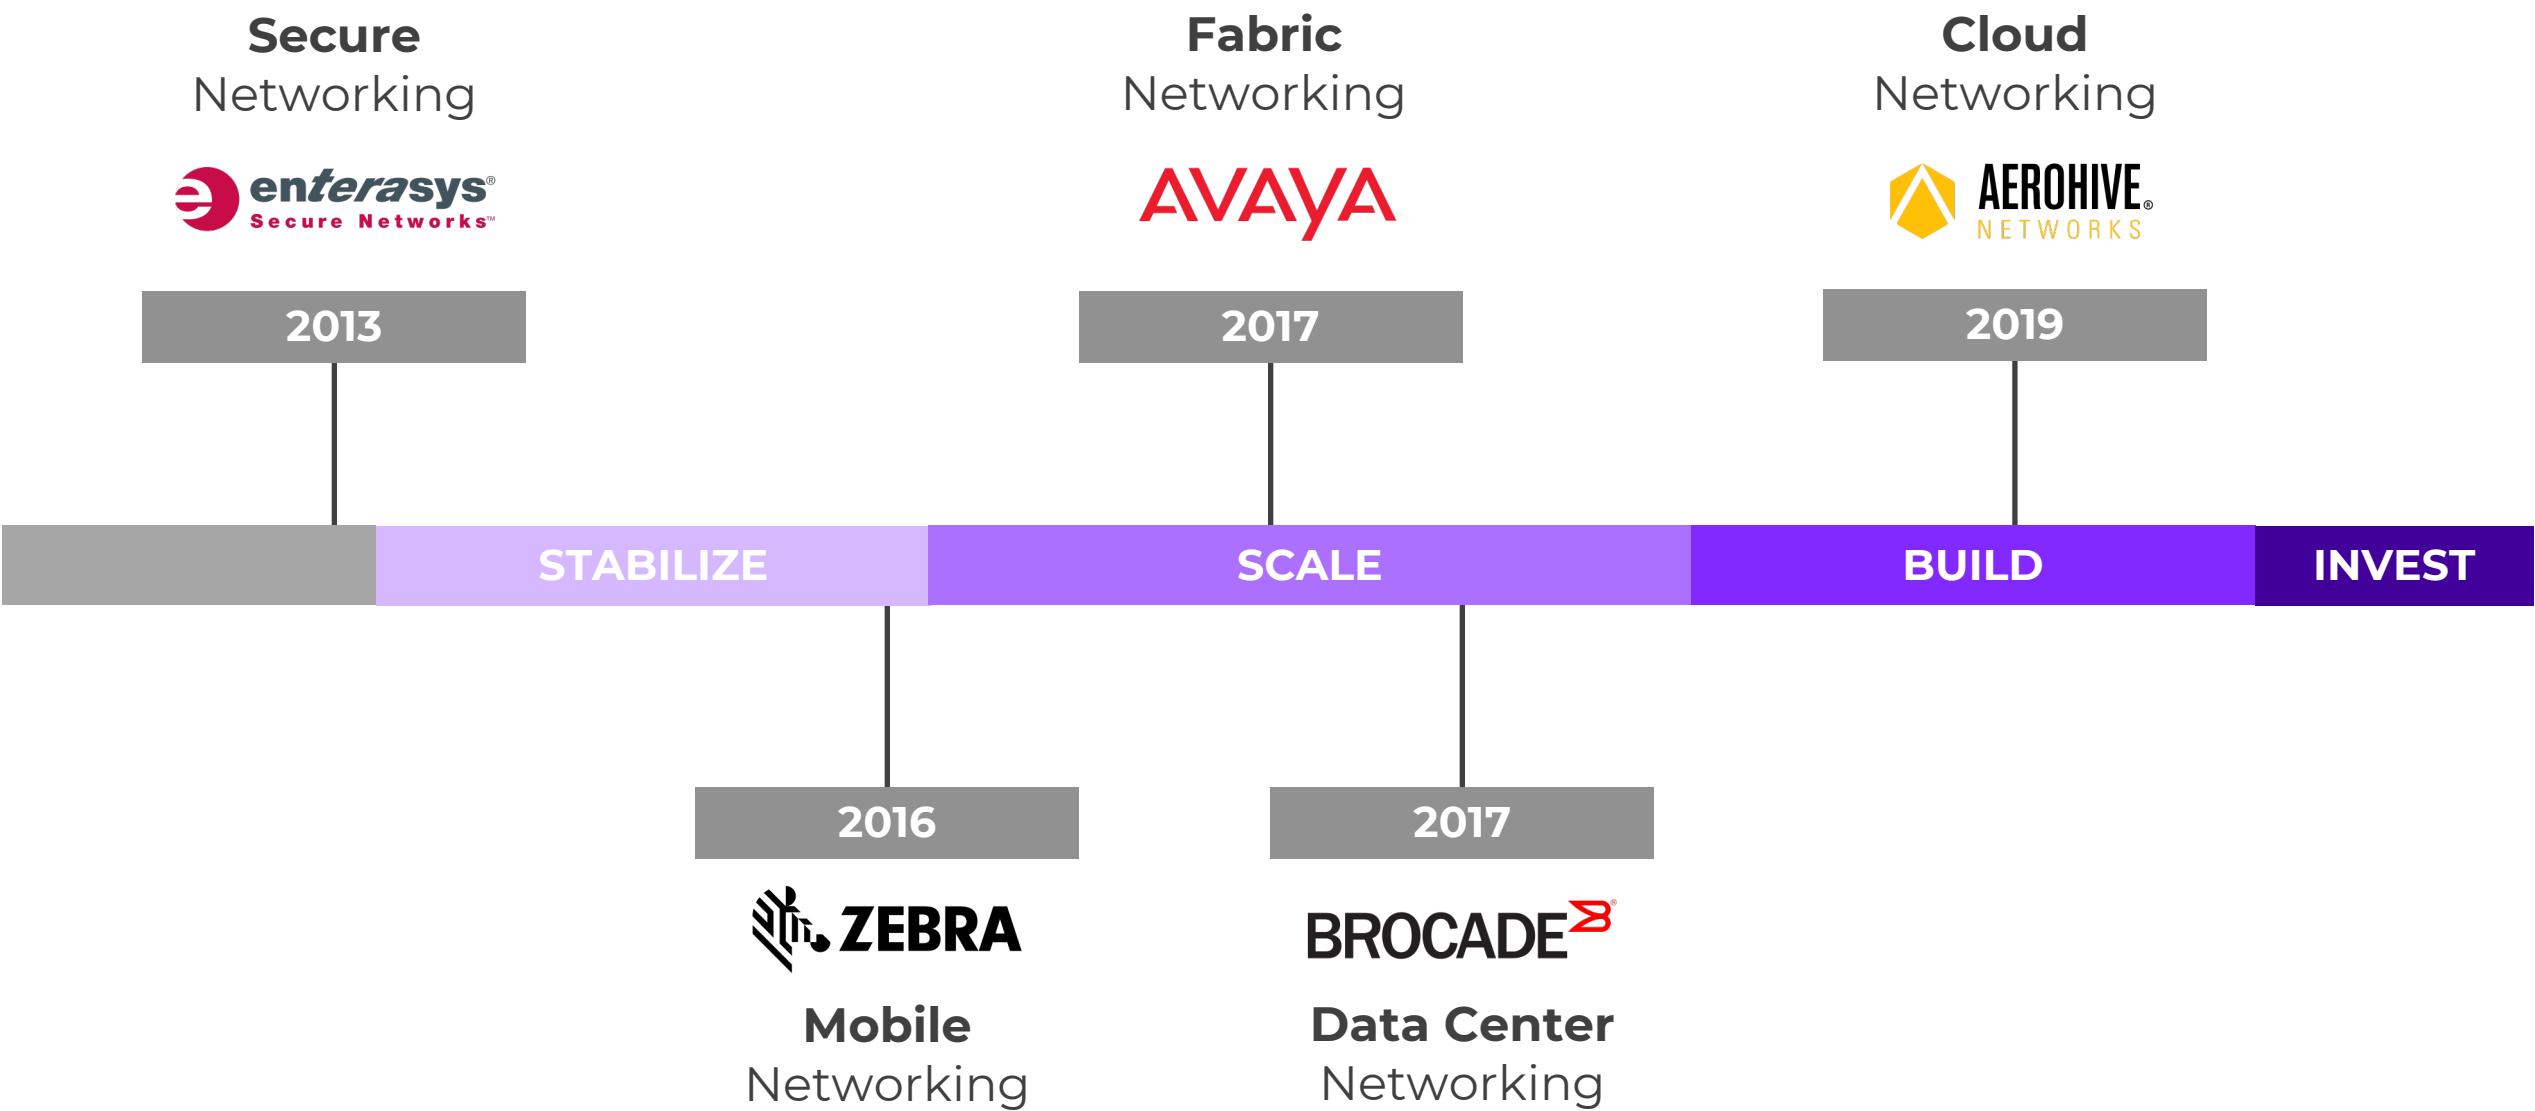 Secure
Networking
enterasys®
Secure Networks™
2013
Fabric
Networking
AVAYA
2017
Cloud
Networking
AEROHIVE®
NETWORKS
2019
STABILIZE
SCALE
BUILD
INVEST
2016
ZEBRA
Mobile
Networking
2017
BROCADE®
Data Center
Networking